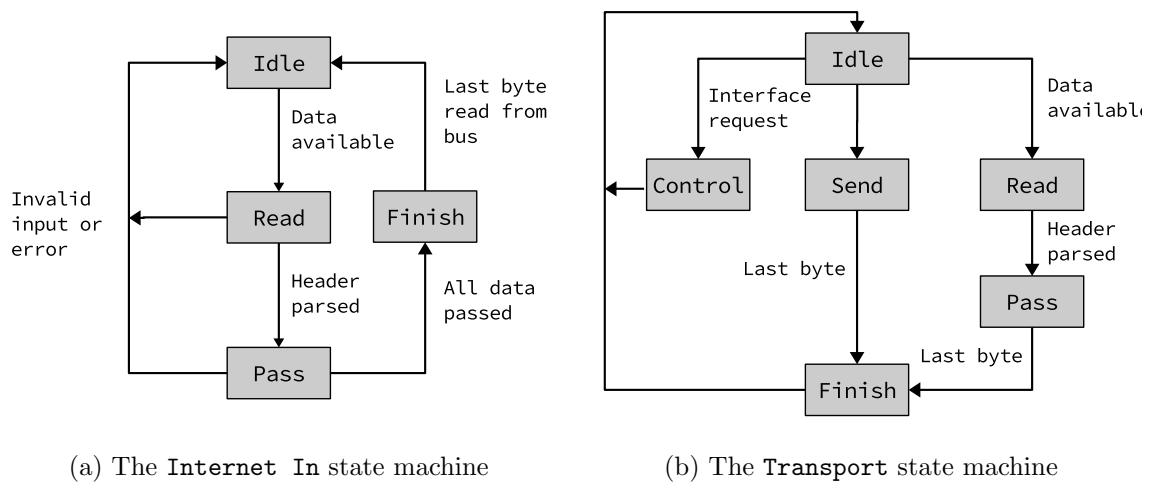 Idle
Data
available
Last byte
read from
bus
Invalid
input or
error
Read
Finish
Header
parsed
All data
passed
Pass
(a) The Internet In state machine
Idle
Interface
request
Data
availabl
Control
Send
Read
Header
parsed
Last byte
Pass
Last byte
Finish
(b) The Transport state machine